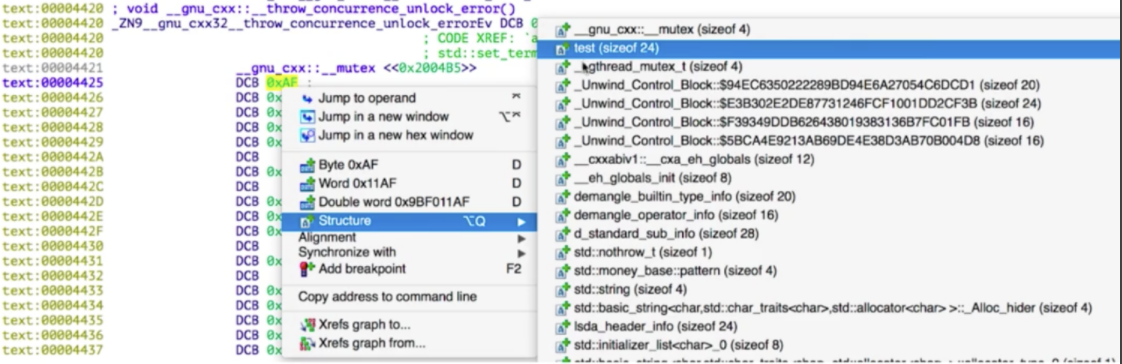 text:00004420 ; void __gnu_cxx::__throw_concurrence_unlock_error()
text:00004420 _ZN9__gnu_cxx32__throw_concurrence_unlock_errorEv DCB 0
text:00004420 ; CODE XREF: `a
text:00004420 ; std::set_term
text:00004421 __gnu_cxx::__mutex <<0x2004B5>>
text:00004425 DCB 0xAF ;
text:00004426 DCB 0x
text:00004427 DCB 0x
text:00004428 DCB 0x
text:00004429 DCB 0x
text:0000442A DCB
text:0000442B DCB 0x
text:0000442C DCB
text:0000442D DCB 0x
text:0000442E DCB 0x
text:0000442F DCB 0x
text:00004430 DCB
text:00004431 DCB 0x
text:00004432 DCB
text:00004433 DCB 0x
text:00004434 DCB 0x
text:00004435 DCB 0x
text:00004436 DCB 0x
text:00004437 DCB 0x
Jump to operand
Jump in a new window
Jump in a new hex window
Byte 0xAF D
Word 0x11AF D
Double word 0x9BF011AF D
Structure ⌥Q
Alignment
Synchronize with
Add breakpoint F2
Copy address to command line
Xrefs graph to...
Xrefs graph from...
__gnu_cxx::__mutex (sizeof 4)
test (sizeof 24)
__gthread_mutex_t (sizeof 4)
_Unwind_Control_Block::$94EC6350222289BD94E6A27054C6DCD1 (sizeof 20)
_Unwind_Control_Block::$E3B302E2DE87731246FCF1001DD2CF3B (sizeof 24)
_Unwind_Control_Block::$F39349DDB626438019383136B7FC01FB (sizeof 16)
_Unwind_Control_Block::$5BCA4E9213AB69DE4E38D3AB70B004D8 (sizeof 16)
__cxxabiv1::__cxa_eh_globals (sizeof 12)
__eh_globals_init (sizeof 8)
demangle_builtin_type_info (sizeof 20)
demangle_operator_info (sizeof 16)
d_standard_sub_info (sizeof 28)
std::nothrow_t (sizeof 1)
std::money_base::pattern (sizeof 4)
std::string (sizeof 4)
std::basic_string<char,std::char_traits<char>,std::allocator<char> >::_Alloc_hider (sizeof 4)
lsda_header_info (sizeof 24)
std::initializer_list<char>_0 (sizeof 8)